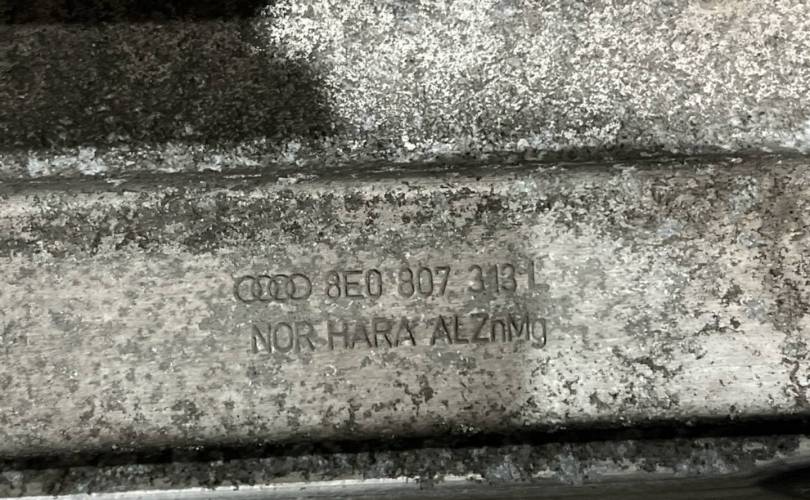 8E0 807 313 L
NOR HARA ALZnMg